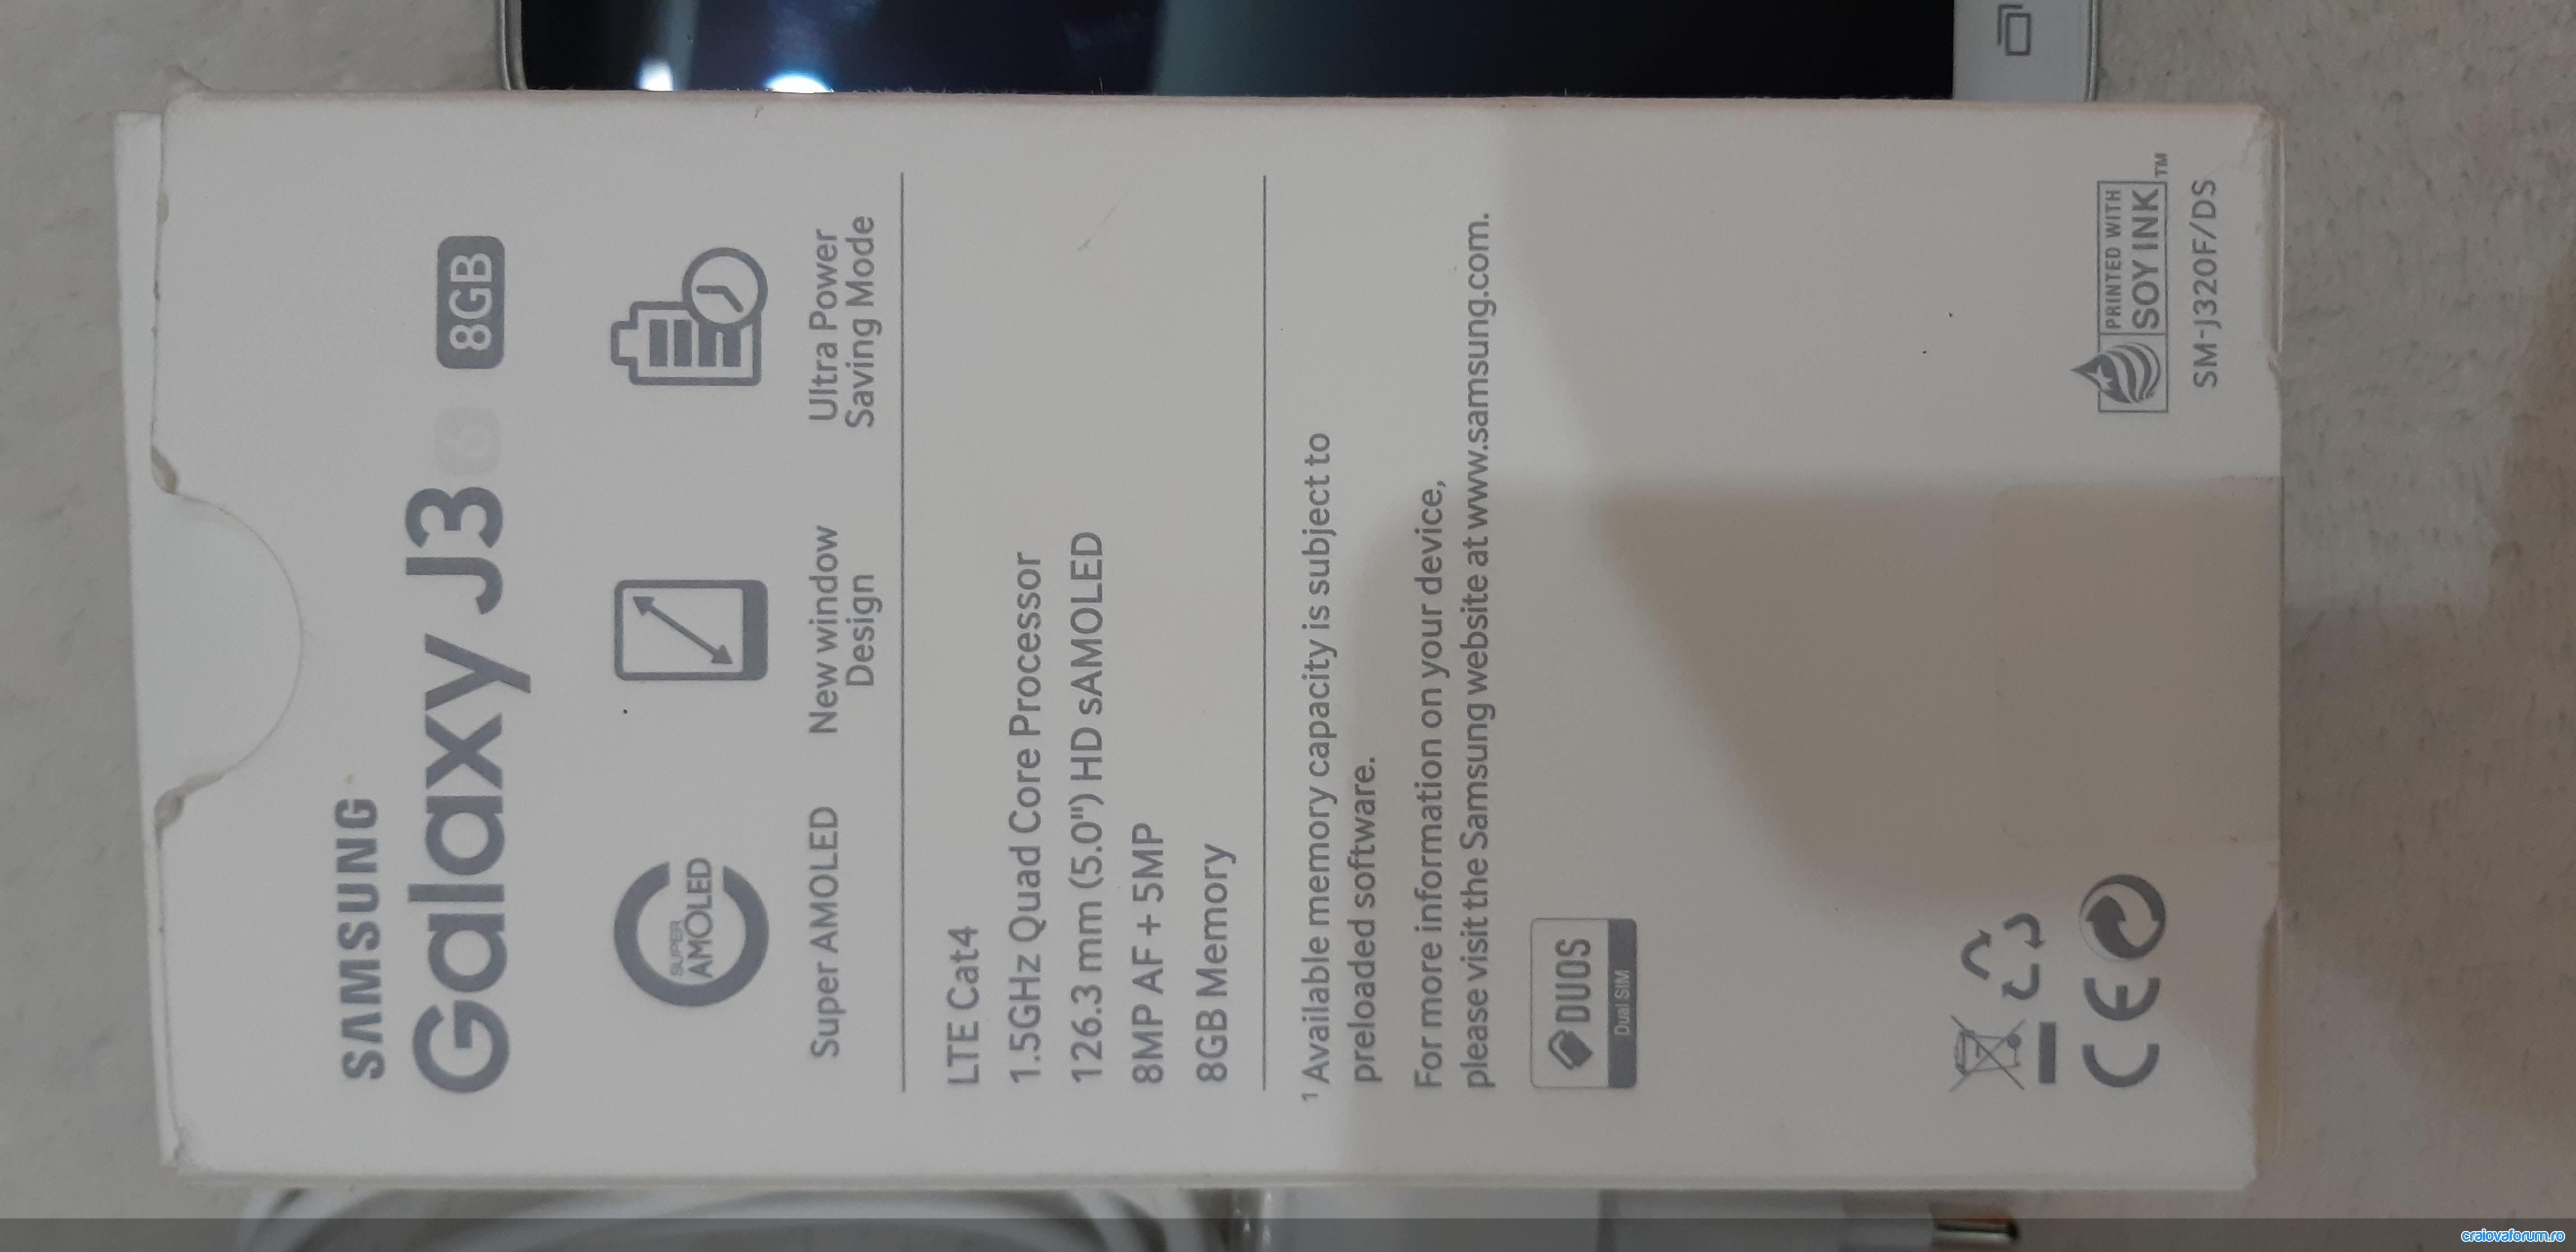 SAMSUNG
Galaxy J3 6 8GB
SUPER
AMOLED
Super AMOLED
New window
Design
Ultra Power
Saving Mode
LTE Cat4
1.5GHz Quad Core Processor
126.3 mm (5.0") HD sAMOLED
8MP AF + 5MP
8GB Memory
¹ Available memory capacity is subject to
preloaded software.
For more information on your device,
please visit the Samsung website at www.samsung.com.
DUOS
Dual SIM
CE
PRINTED WITH
SOY INK™
SM-J320F/DS
craiovaforum.ro